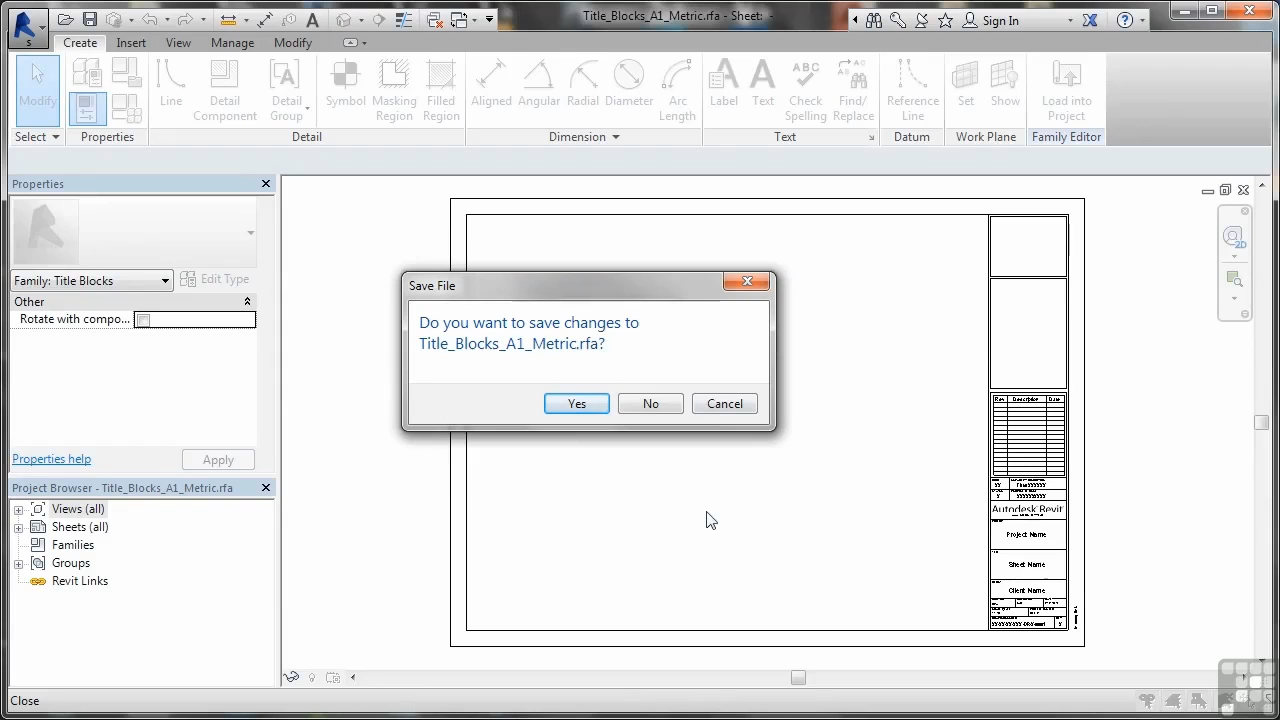 Title_Blocks_A1_Metric.rfa - Sheet: -
Sign In
Create Insert View Manage Modify
Modify
Line
Detail Component
Detail Group
Symbol
Masking Region
Filled Region
Aligned
Angular
Radial
Diameter
Arc Length
Label
Text
Check Spelling
Find/ Replace
Reference Line
Set
Show
Load into Project
Select
Properties
Detail
Dimension
Text
Datum
Work Plane
Family Editor
Properties
Family: Title Blocks
Edit Type
Other
Rotate with compo...
Properties help
Apply
Project Browser - Title_Blocks_A1_Metric.rfa
Views (all)
Sheets (all)
Families
Groups
Revit Links
Save File
Do you want to save changes to
Title_Blocks_A1_Metric.rfa?
Yes No Cancel
Rev Description Date
Autodesk Revit
Project Name
Sheet Name
Client Name
2D
Close